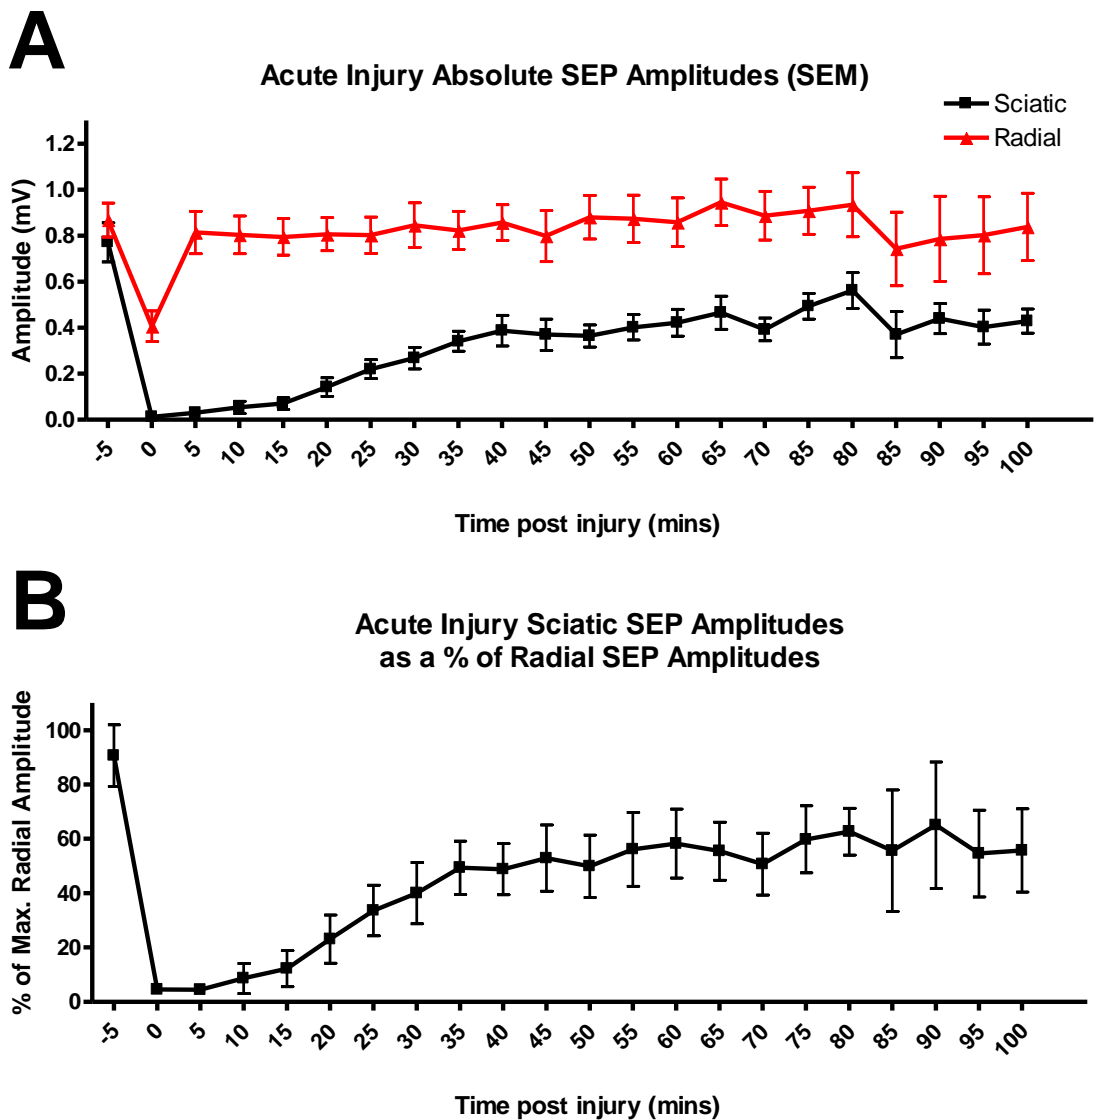 A
Acute Injury Absolute SEP Amplitudes (SEM)
Sciatic
Radial
Amplitude (mV)
1.2
1.0
0.8
0.6
0.4
0.2
0.0
-5 0 5 10 15 20 25 30 35 40 45 50 55 60 65 70 75 80 85 90 95 100
Time post injury (mins)
B
Acute Injury Sciatic SEP Amplitudes
as a % of Radial SEP Amplitudes
% of Max. Radial Amplitude
100
80
60
40
20
0
-5 0 5 10 15 20 25 30 35 40 45 50 55 60 65 70 75 80 85 90 95 100
Time post injury (mins)